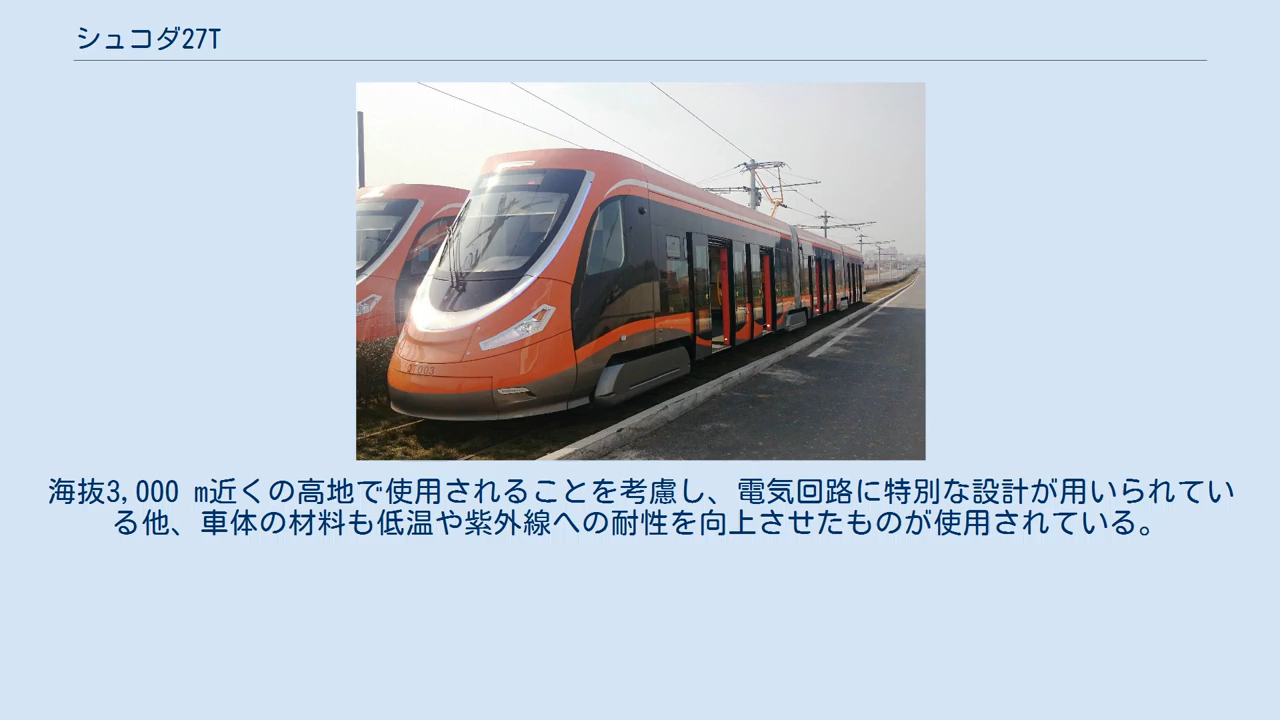 シュコダ27T
海抜3,000 m近くの高地で使用されることを考慮し、電気回路に特別な設計が用いられてい
る他、車体の材料も低温や紫外線への耐性を向上させたものが使用されている。